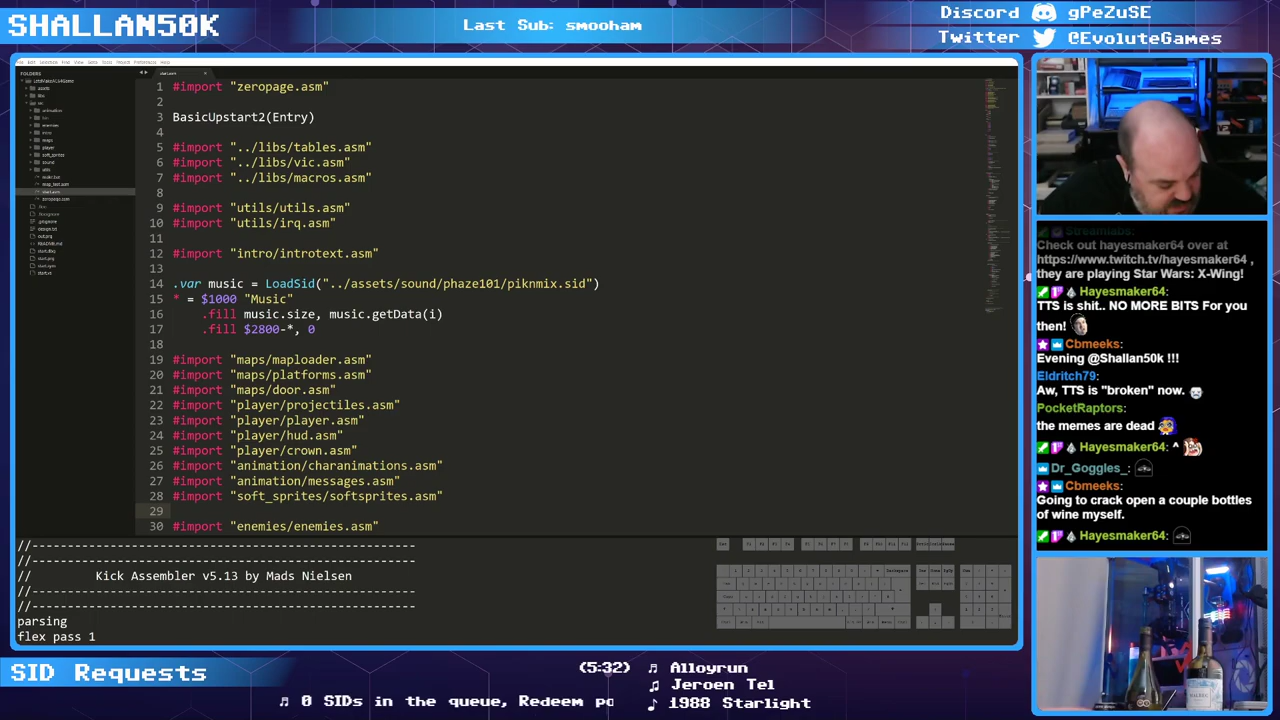 SHALLAN50K
Last Sub: smooham
Discord gPeZuSE
Twitter @EvoluteGames
FOLDERS
1 #import "zeropage.asm"
2
3 BasicUpstart2(Entry)
4
5 #import "../libs/tables.asm"
6 #import "../libs/vic.asm"
7 #import "../libs/macros.asm"
8
9 #import "utils/utils.asm"
10 #import "utils/irq.asm"
11
12 #import "intro/introtext.asm"
13
14 .var music = LoadSid("../assets/sound/phaze101/piknmix.sid")
15 * = $1000 "Music"
16 .fill music.size, music.getData(i)
17 .fill $2800-*, 0
18
19 #import "maps/maploader.asm"
20 #import "maps/platforms.asm"
21 #import "maps/door.asm"
22 #import "player/projectiles.asm"
23 #import "player/player.asm"
24 #import "player/hud.asm"
25 #import "player/crown.asm"
26 #import "animation/charanimations.asm"
27 #import "animation/messages.asm"
28 #import "soft_sprites/softsprites.asm"
29
30 #import "enemies/enemies.asm"
//------------------------------------------------------
//------------------------------------------------------
// Kick Assembler v5.13 by Mads Nielsen
//------------------------------------------------------
//------------------------------------------------------
parsing
flex pass 1
Streamlabs:
Check out hayesmaker64 over at
https://www.twitch.tv/hayesmaker64 ,
they are playing Star Wars: X-Wing!
Hayesmaker64:
TTS is shit.. NO MORE BITS For you
then!
Cbmeeks:
Evening @Shallan50k !!!
Eldritch79:
Aw, TTS is "broken" now.
PocketRaptors:
the memes are dead
Hayesmaker64: ^
Dr_Goggles_:
Cbmeeks:
Going to crack open a couple bottles
of wine myself.
Hayesmaker64:
SID Requests
(5:32) Alloyrun
Jeroen Tel
1988 Starlight
0 SIDs in the queue, Redeem po